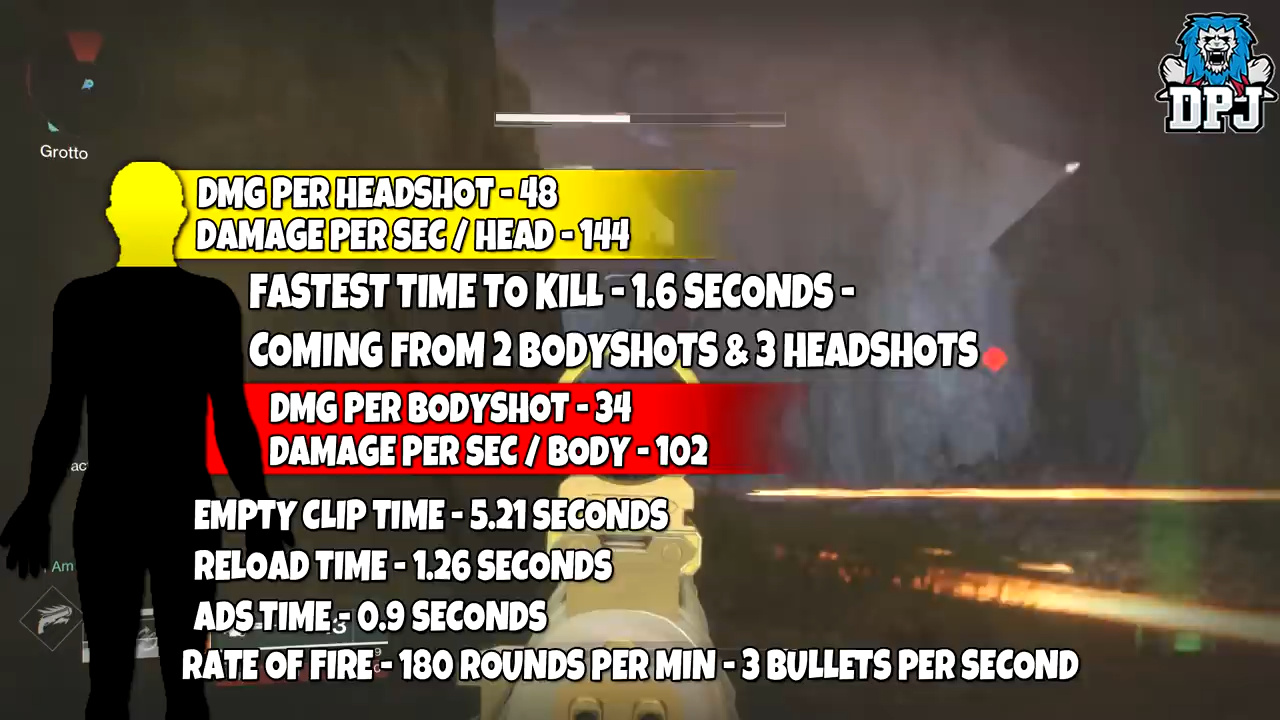 DPJ
Grotto
DMG PER HEADSHOT - 48
DAMAGE PER SEC / HEAD - 144
FASTEST TIME TO KILL - 1.6 SECONDS -
COMING FROM 2 BODYSHOTS & 3 HEADSHOTS
DMG PER BODYSHOT - 34
DAMAGE PER SEC / BODY - 102
EMPTY CLIP TIME - 5.21 SECONDS
Am
RELOAD TIME - 1.26 SECONDS
ADS TIME - 0.9 SECONDS
RATE OF FIRE - 180 ROUNDS PER MIN - 3 BULLETS PER SECOND